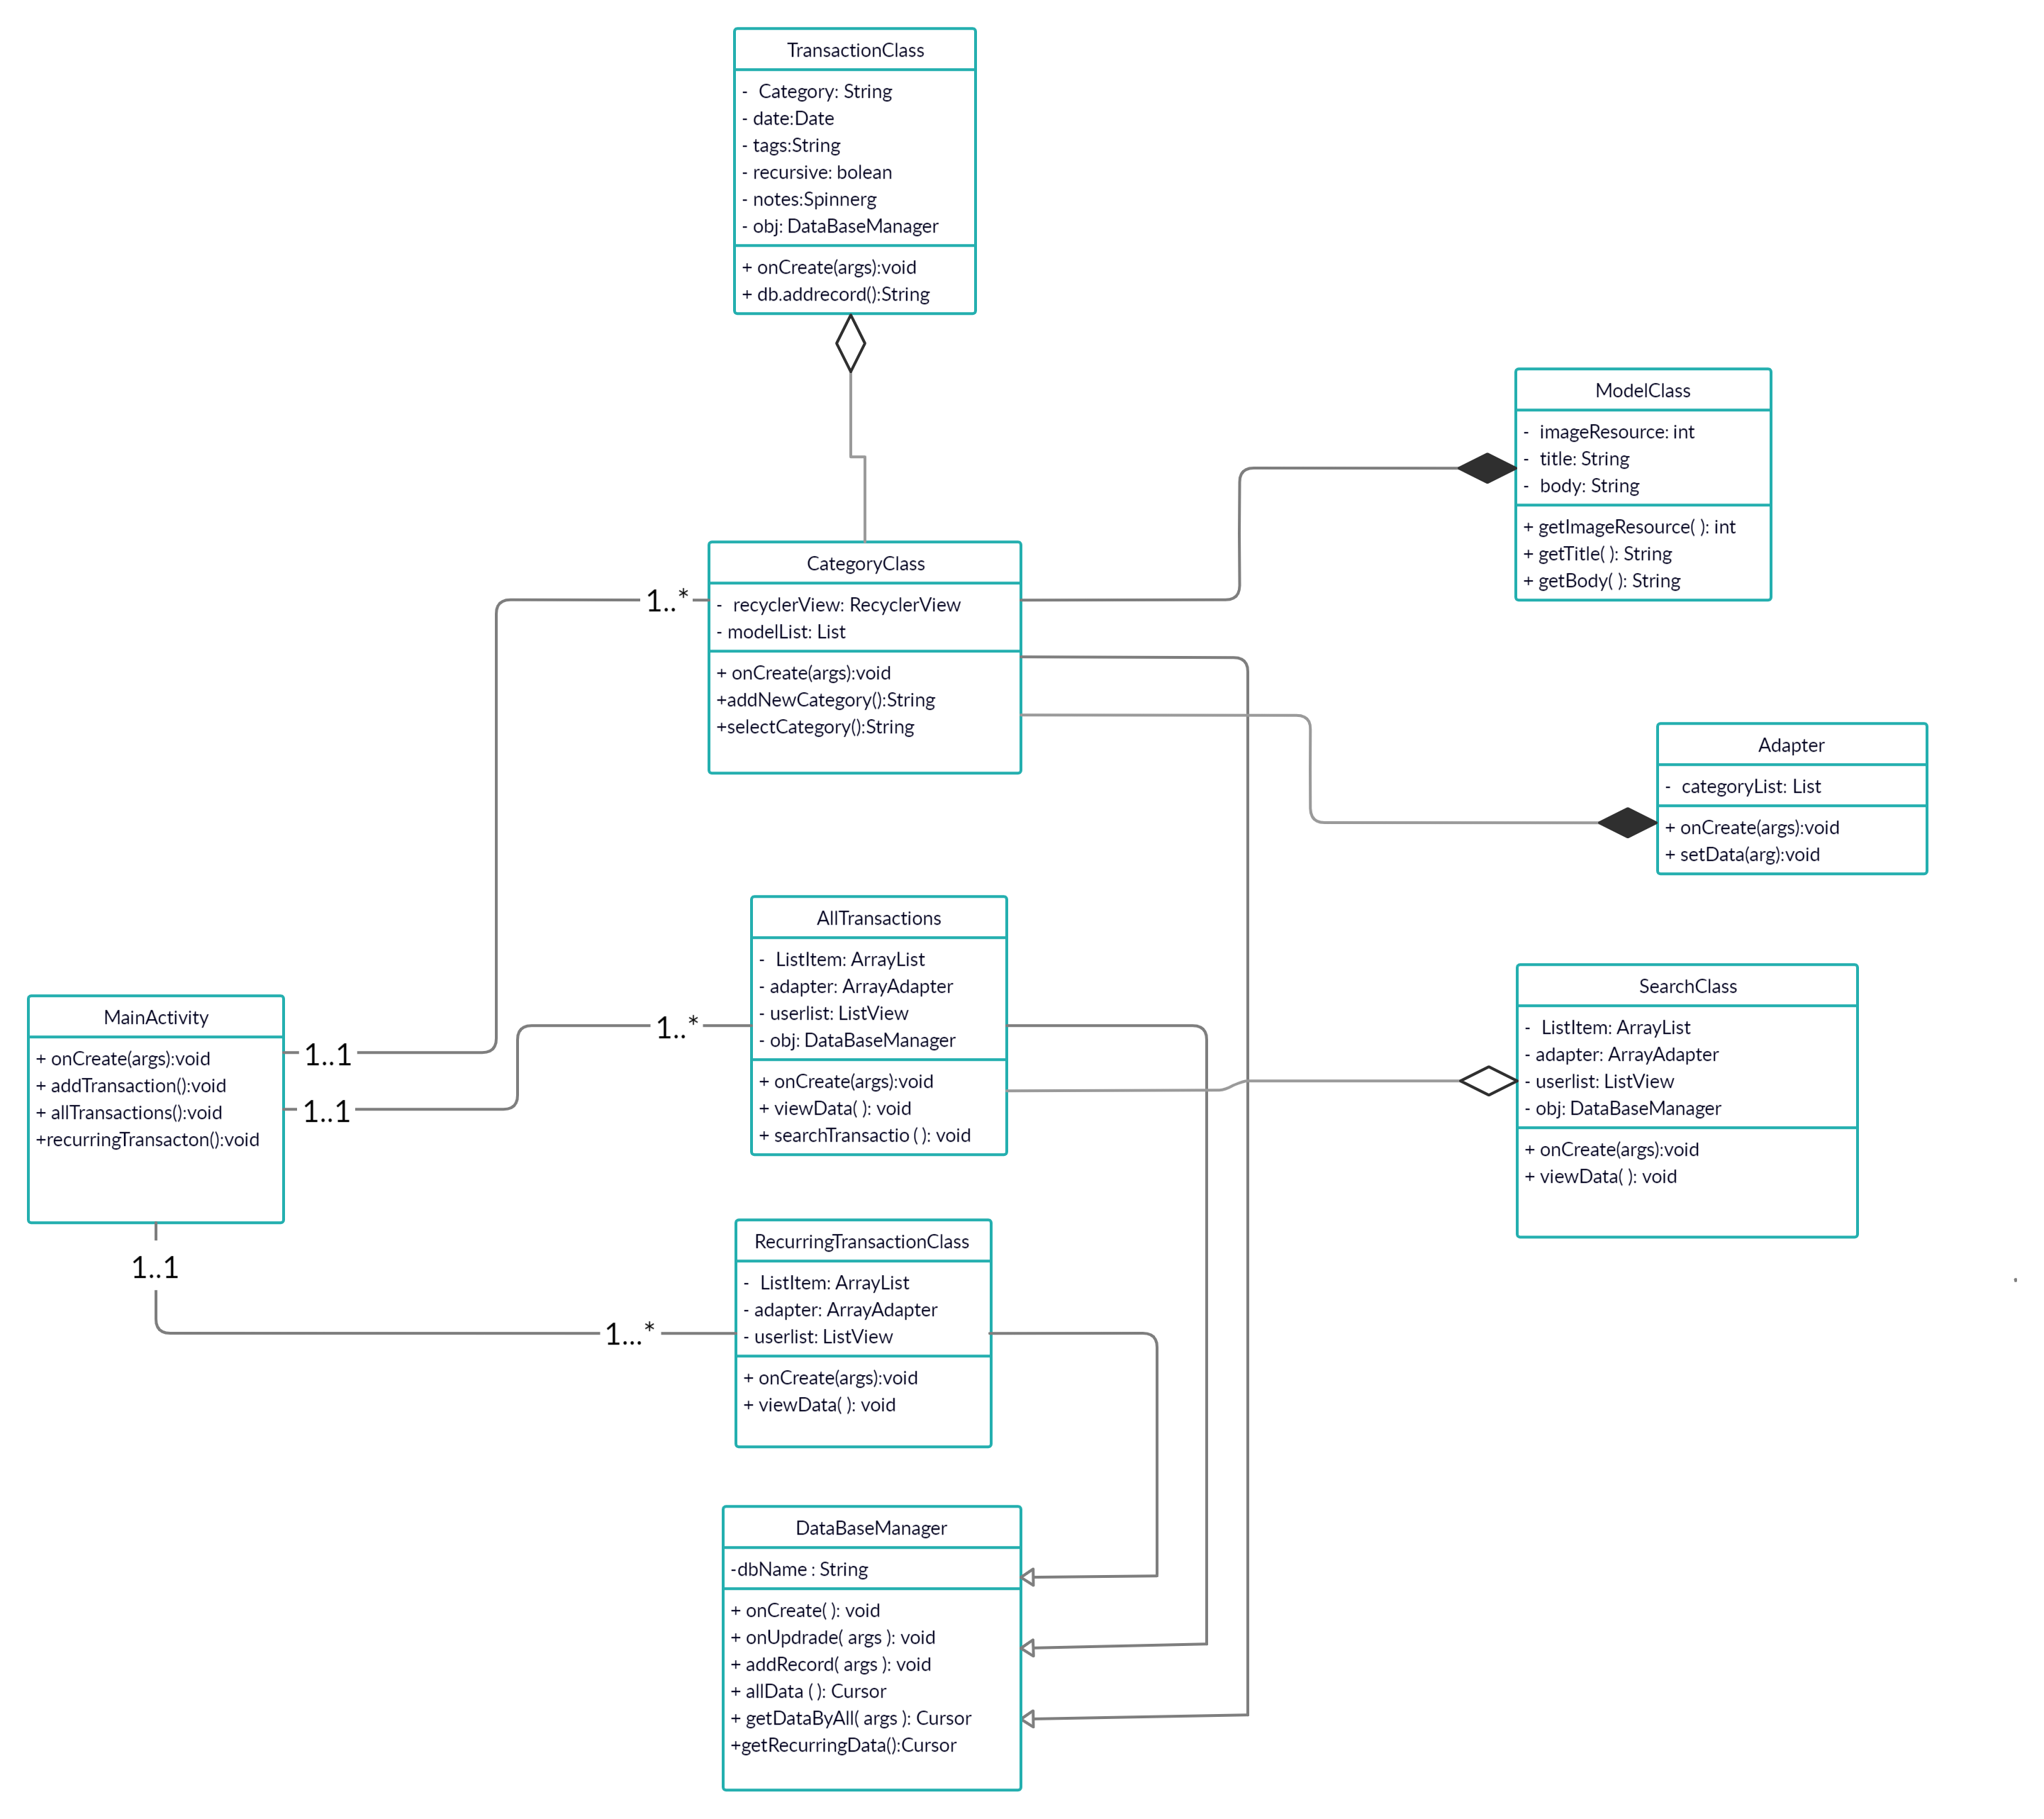 TransactionClass
-  Category: String
- date:Date
- tags:String
- recursive: bolean
- notes:Spinnerg
- obj: DataBaseManager
+ onCreate(args):void
+ db.addrecord():String
ModelClass
-  imageResource: int
-  title: String
-  body: String
+ getImageResource( ): int
+ getTitle( ): String
+ getBody( ): String
CategoryClass
-  recyclerView: RecyclerView
- modelList: List
+ onCreate(args):void
+addNewCategory():String
+selectCategory():String
1..*
Adapter
-  categoryList: List
+ onCreate(args):void
+ setData(arg):void
AllTransactions
-  ListItem: ArrayList
- adapter: ArrayAdapter
- userlist: ListView
- obj: DataBaseManager
+ onCreate(args):void
+ viewData( ): void
+ searchTransactio ( ): void
1..*
SearchClass
-  ListItem: ArrayList
- adapter: ArrayAdapter
- userlist: ListView
- obj: DataBaseManager
+ onCreate(args):void
+ viewData( ): void
MainActivity
+ onCreate(args):void
+ addTransaction():void
+ allTransactions():void
+recurringTransacton():void
1..1
1..1
1..1
1...*
RecurringTransactionClass
-  ListItem: ArrayList
- adapter: ArrayAdapter
- userlist: ListView
+ onCreate(args):void
+ viewData( ): void
DataBaseManager
-dbName : String
+ onCreate( ): void
+ onUpdrade( args ): void
+ addRecord( args ): void
+ allData ( ): Cursor
+ getDataByAll( args ): Cursor
+getRecurringData():Cursor